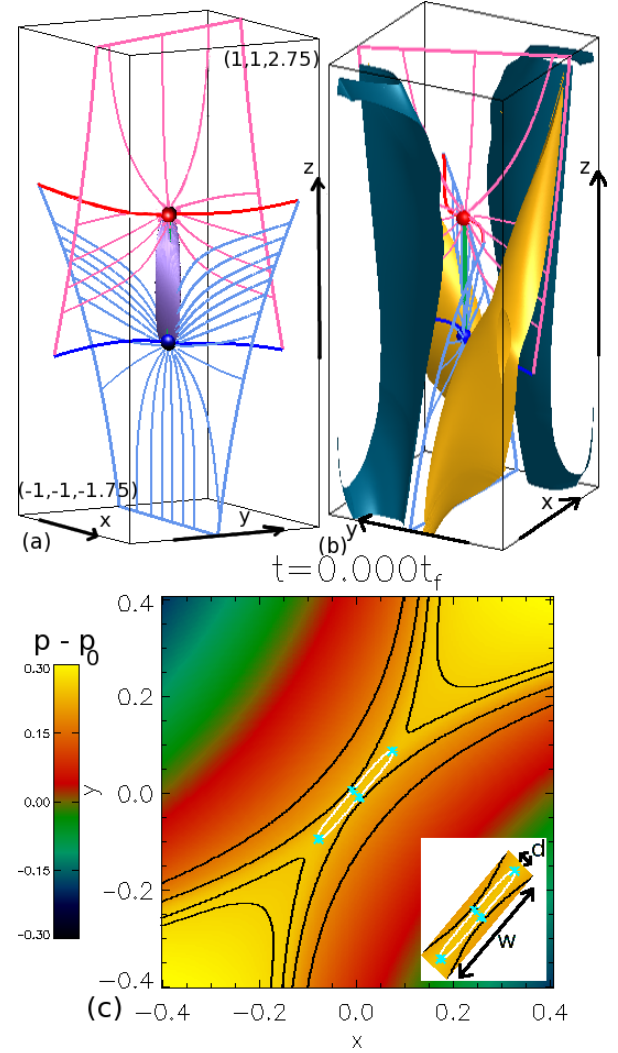 (1,1,2.75)
z
z
(-1,-1,-1.75)
x
y
y
x
(a)
(b)
t=0.000t_f
p - p_0
0.30
0.15
0.00
-0.15
-0.30
y
0.4
0.2
0.0
-0.2
-0.4
d
w
(c)
-0.4 -0.2 0.0 0.2 0.4
x